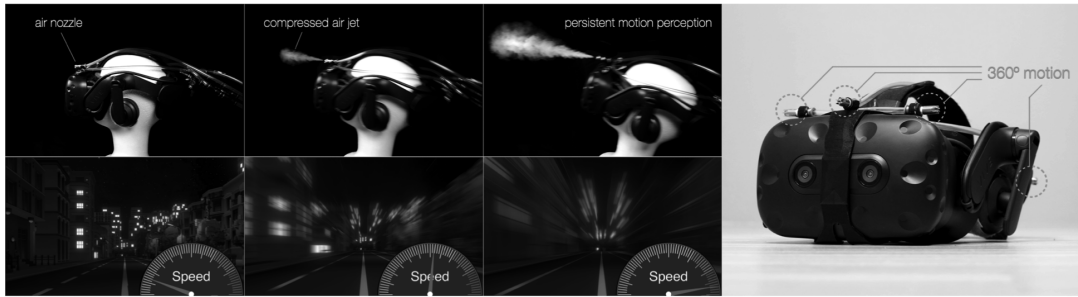 air nozzle
compressed air jet
persistent motion perception
360º motion
Speed
Speed
Speed